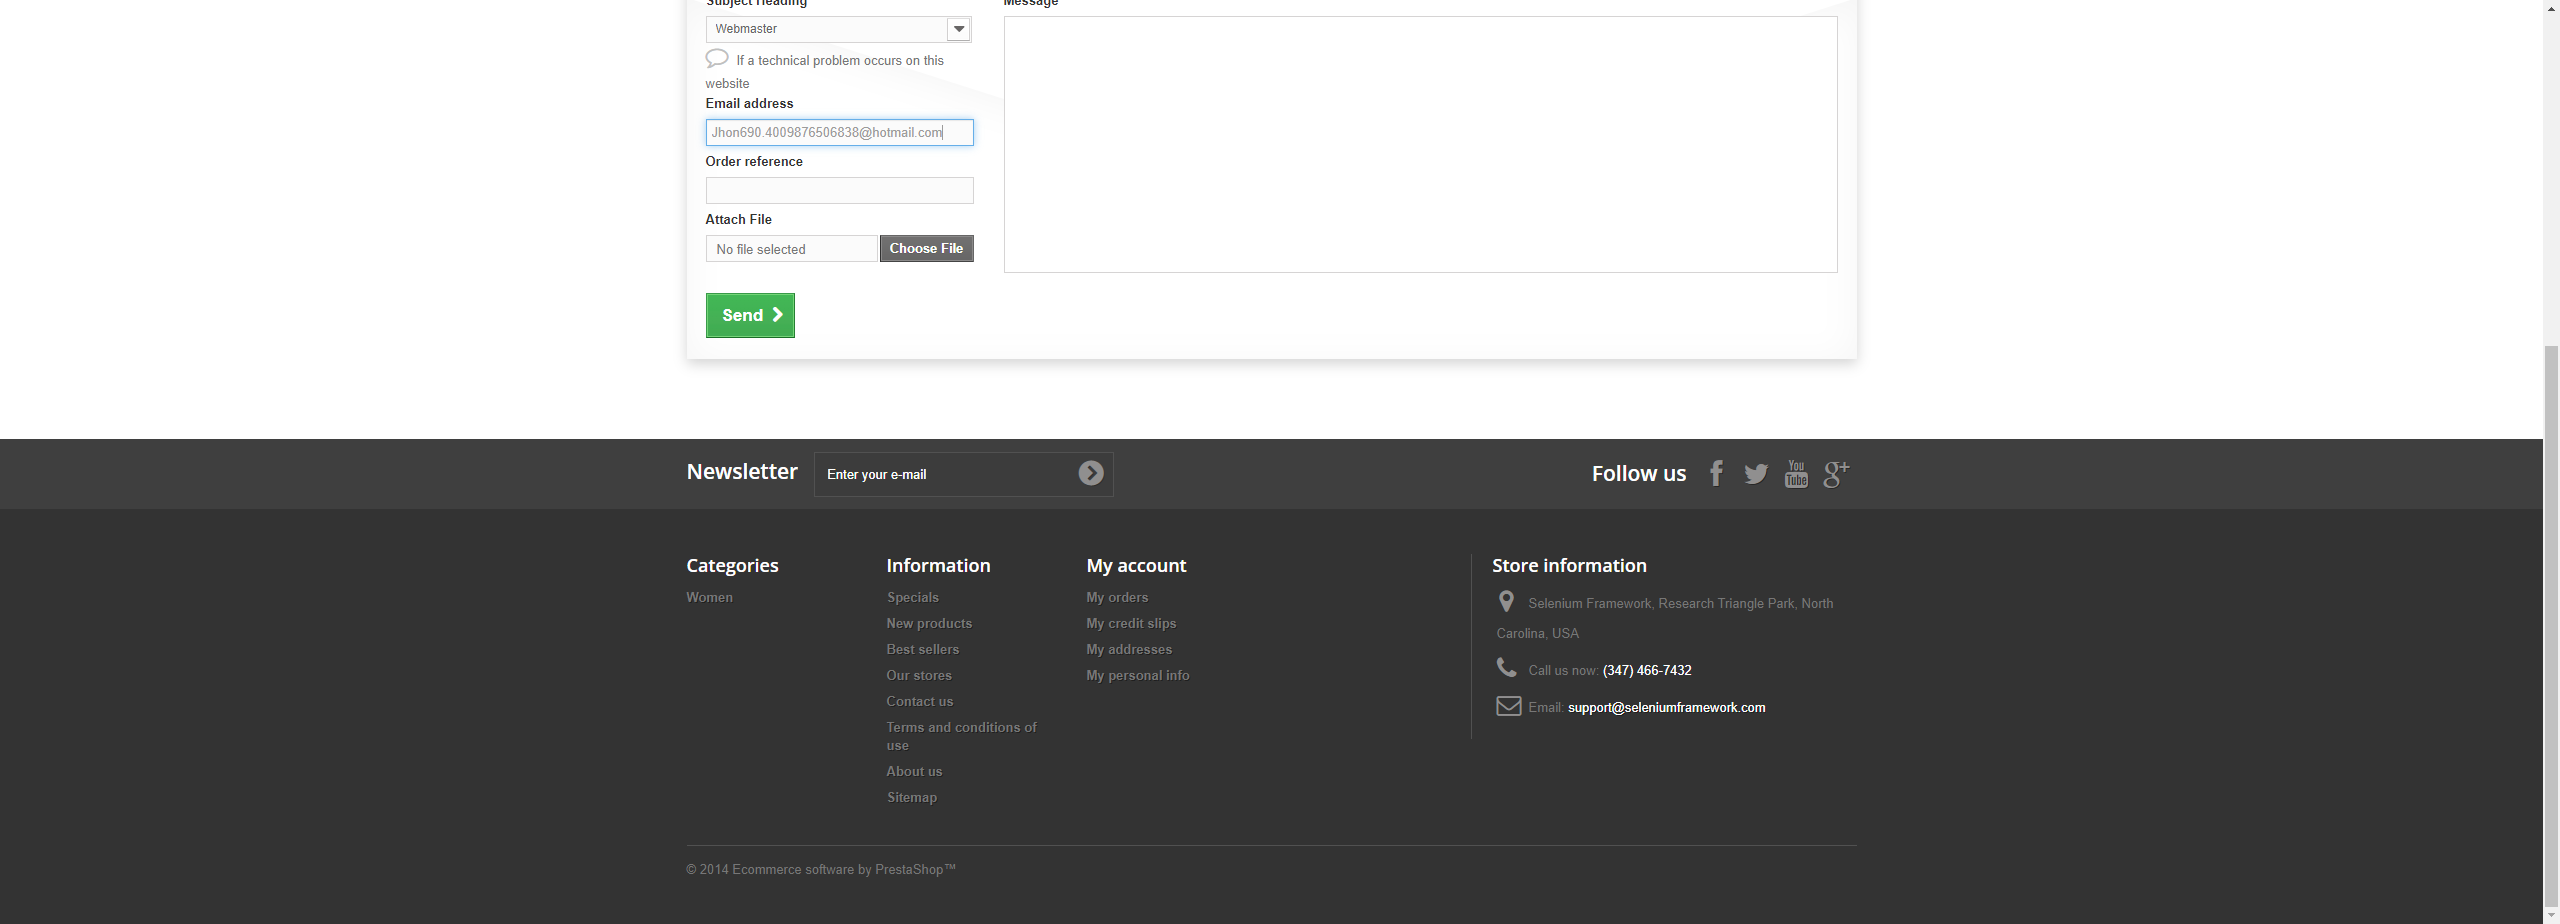 Subject Heading
Message
Webmaster
If a technical problem occurs on this
website
Email address
Jhon690.4009876506838@hotmail.com
Order reference
Attach File
No file selected
Choose File
Send
Newsletter
Enter your e-mail
Follow us
You
Tube
g+
Categories
Women
Information
Specials
New products
Best sellers
Our stores
Contact us
Terms and conditions of
use
About us
Sitemap
My account
My orders
My credit slips
My addresses
My personal info
Store information
Selenium Framework, Research Triangle Park, North
Carolina, USA
Call us now: (347) 466-7432
Email: support@seleniumframework.com
© 2014 Ecommerce software by PrestaShop™